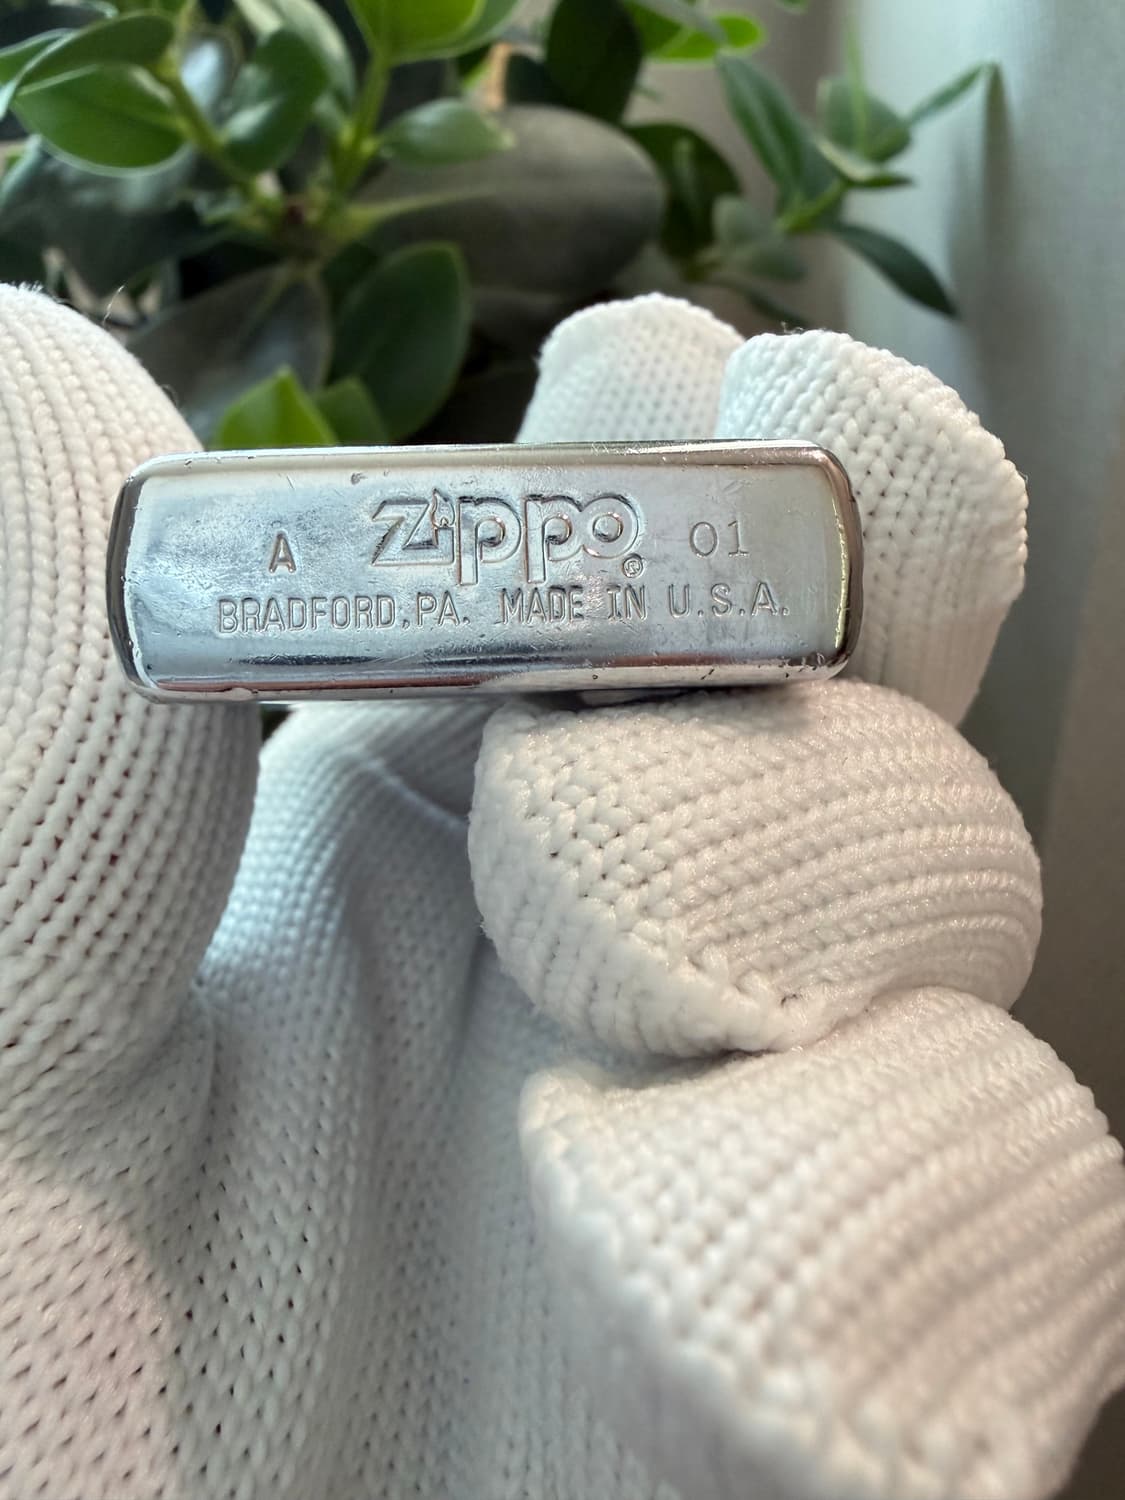 A zippo® 01
BRADFORD,PA. MADE IN U.S.A.